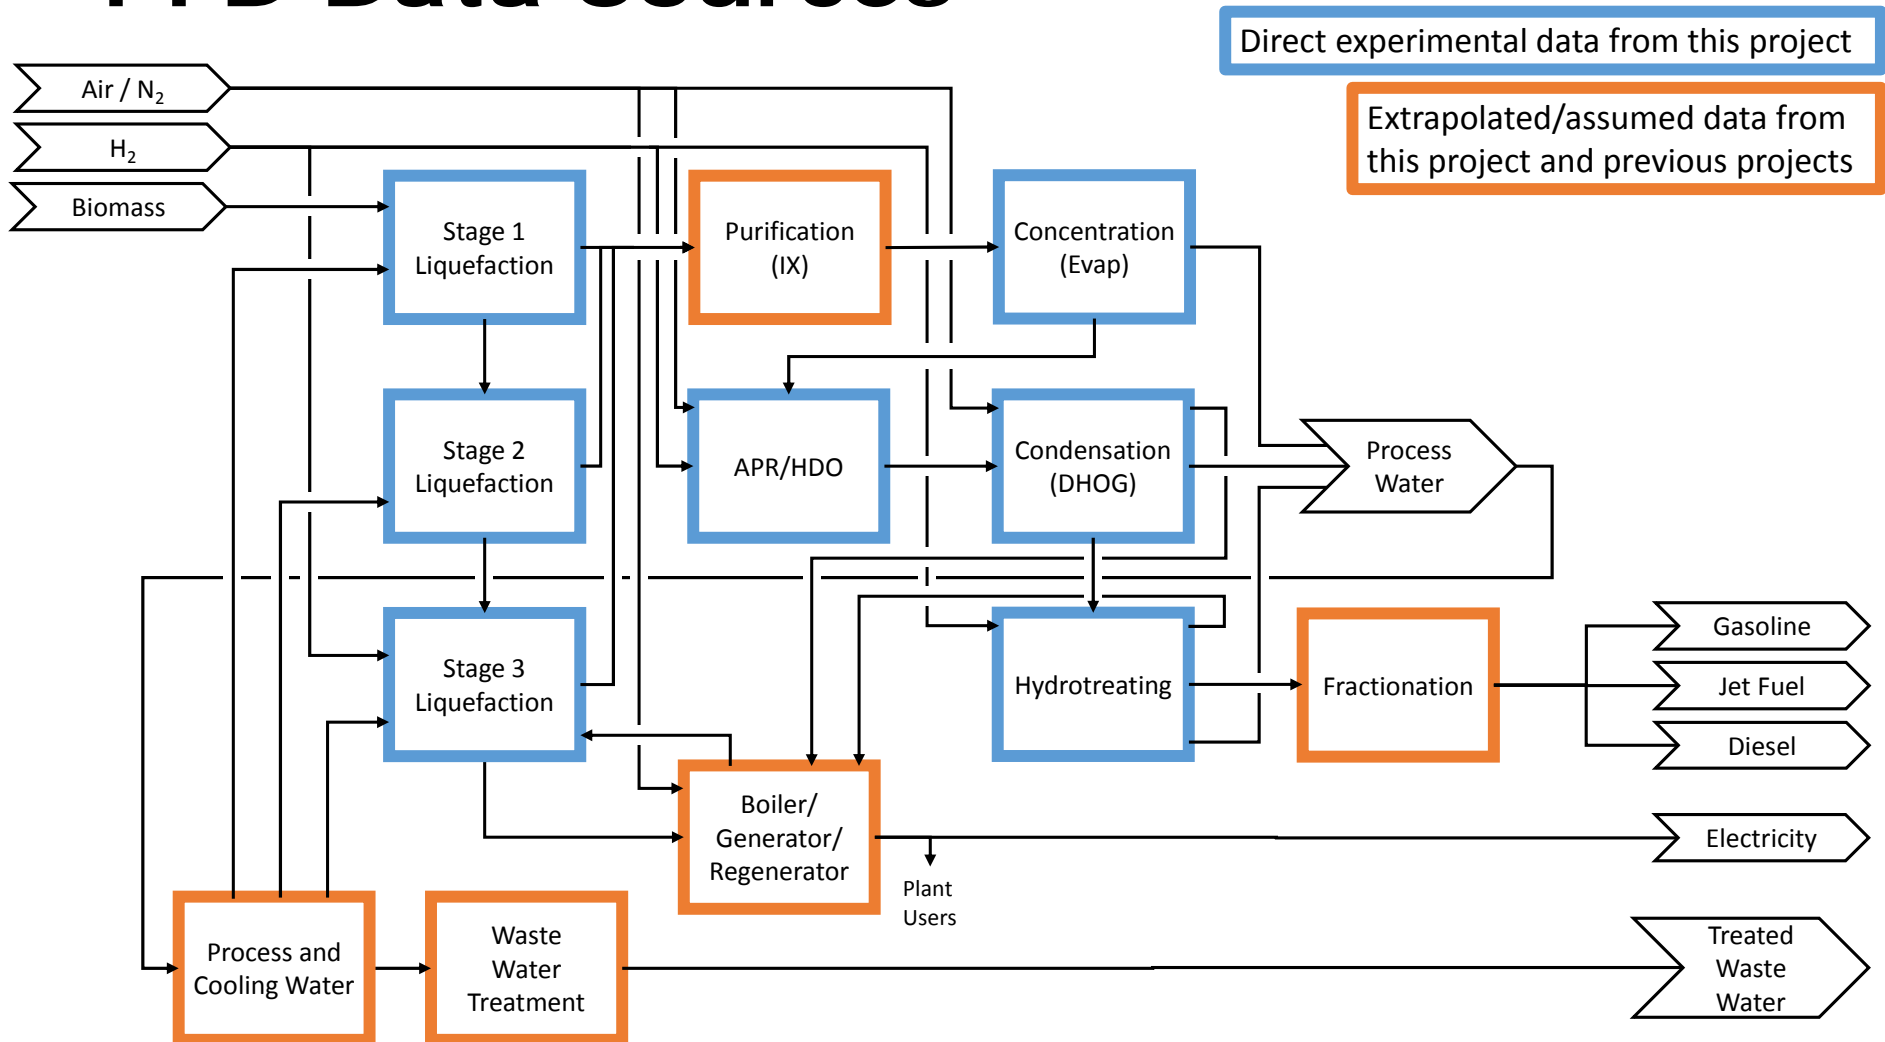 PFD Data Sources
Direct experimental data from this project
Extrapolated/assumed data from
this project and previous projects
Air / N₂
H₂
Biomass
Stage 1
Liquefaction
Purification
(IX)
Concentration
(Evap)
Stage 2
Liquefaction
APR/HDO
Condensation
(DHOG)
Process
Water
Stage 3
Liquefaction
Hydrotreating
Fractionation
Gasoline
Jet Fuel
Diesel
Boiler/
Generator/
Regenerator
Plant
Users
Electricity
Process and
Cooling Water
Waste
Water
Treatment
Treated
Waste
Water